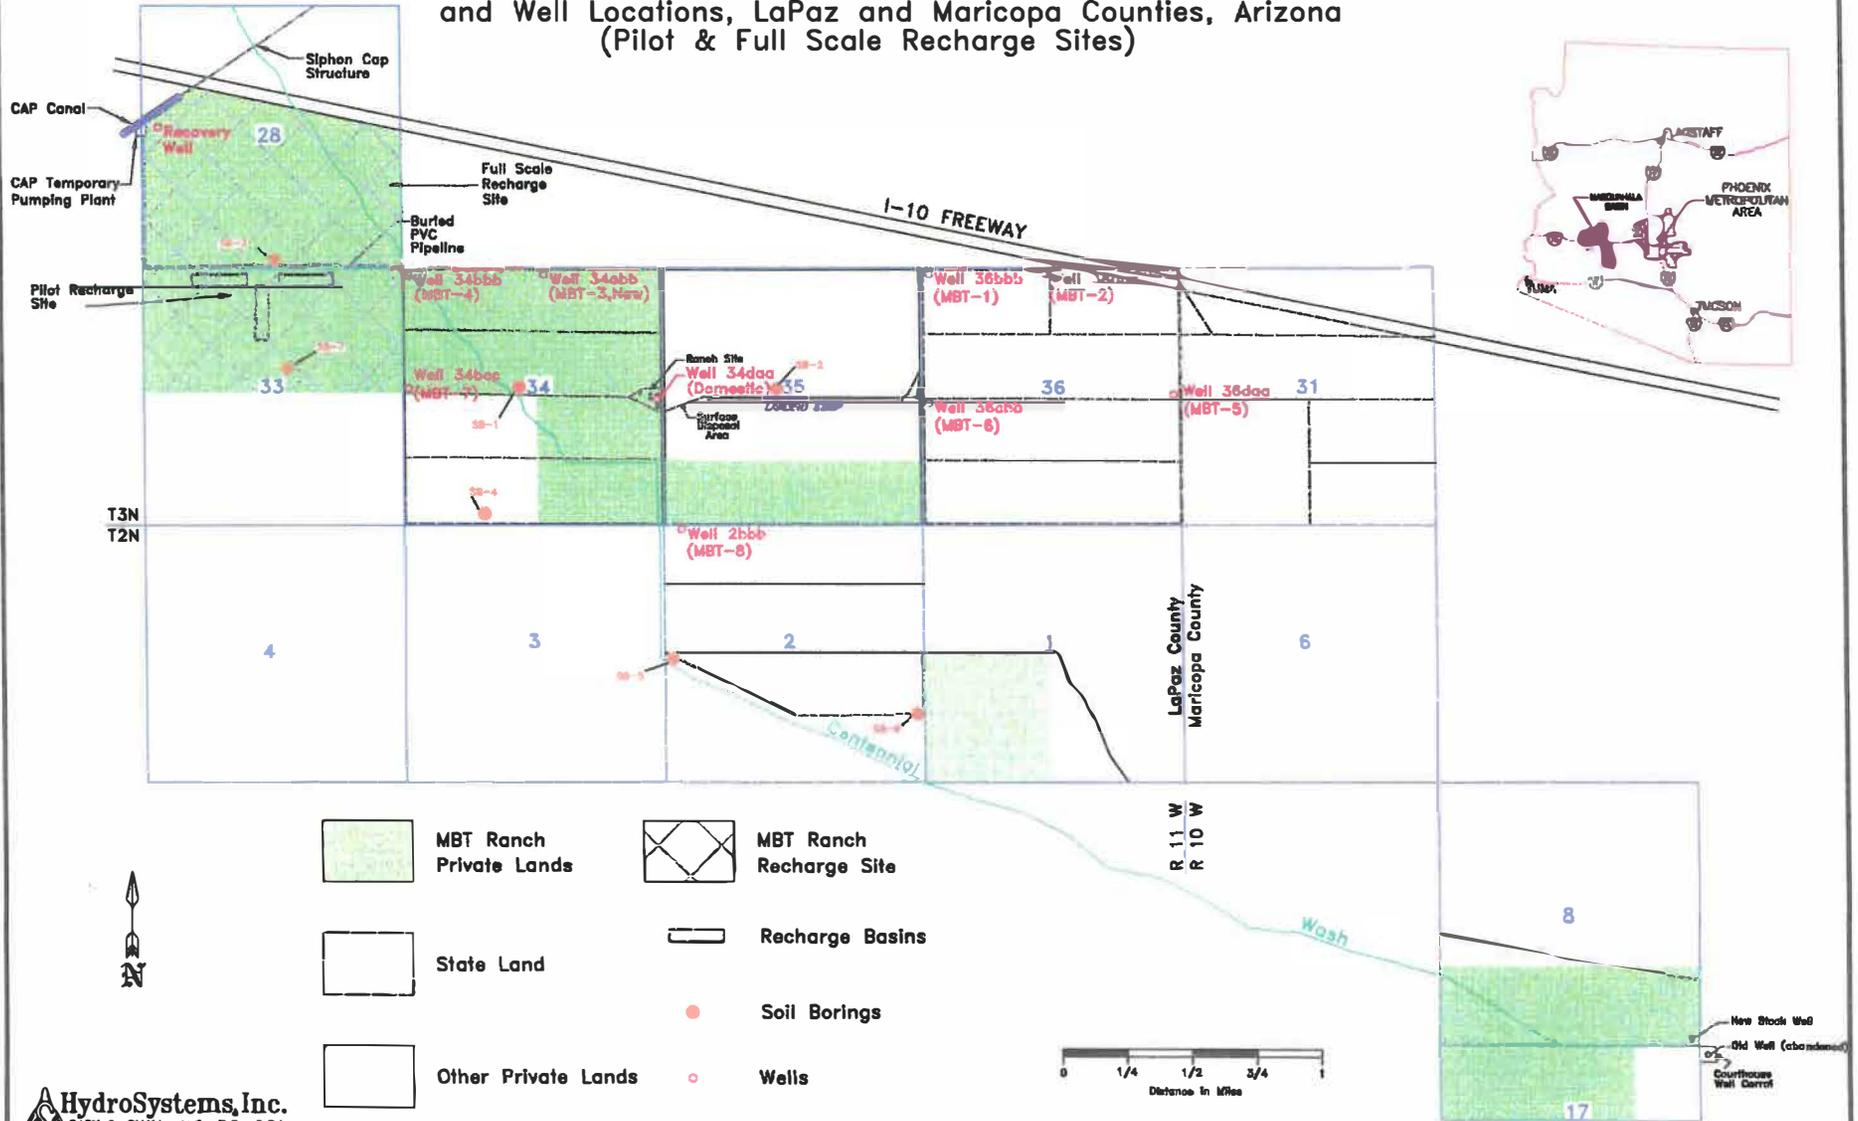 and Well Locations, LaPaz and Maricopa Counties, Arizona
(Pilot & Full Scale Recharge Sites)
Siphon Cap
Structure
CAP Canal
Recovery
Well
28
CAP Temporary
Pumping Plant
Full Scale
Recharge
Site
Buried
PVC
Pipeline
I-10 FREEWAY
PHOENIX
METROPOLITAN
AREA
TUCSON
Pilot Recharge
Site
Well 34bbb
(MBT-4)
Well 34abb
(MBT-3,New)
Well 36bbb
(MBT-1)
(MBT-2)
33
34
35
36
31
(MBT-7)
SB-1
SB-2
Ranch Site
Well 34daa
(Domestic)
Surface
Disposal
Area
(MBT-6)
Well 36daa
(MBT-5)
SB-4
T3N
T2N
Well 2bbb
(MBT-8)
4
3
2
1
6
LaPaz County
Maricopa County
Centennial
R 11 W
R 10 W
Wash
8
17
New Stock Well
Old Well (abandoned)
Courthouse
Well Corral
MBT Ranch
Private Lands
MBT Ranch
Recharge Site
State Land
Recharge Basins
Soil Borings
Other Private Lands
Wells
N
0 1/4 1/2 3/4 1
Distance in Miles
HydroSystems, Inc.